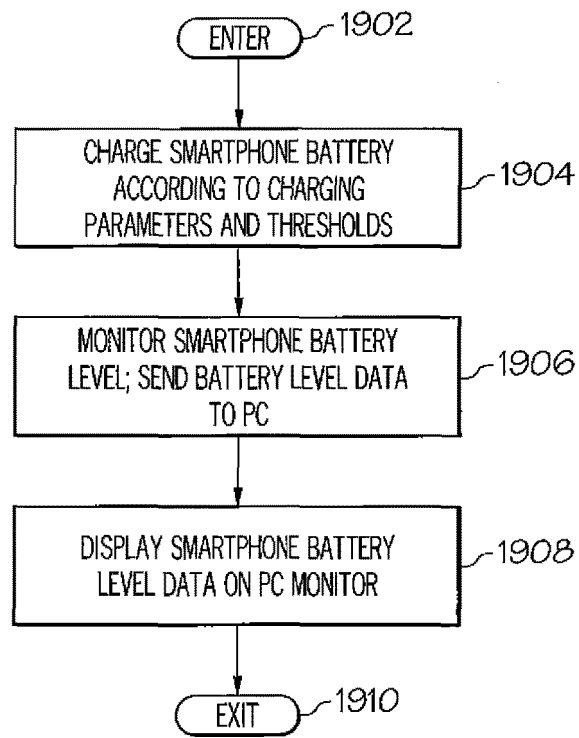 ENTER
1902
CHARGE SMARTPHONE BATTERY
ACCORDING TO CHARGING
PARAMETERS AND THRESHOLDS
1904
MONITOR SMARTPHONE BATTERY
LEVEL; SEND BATTERY LEVEL DATA
TO PC
1906
DISPLAY SMARTPHONE BATTERY
LEVEL DATA ON PC MONITOR
1908
EXIT
1910